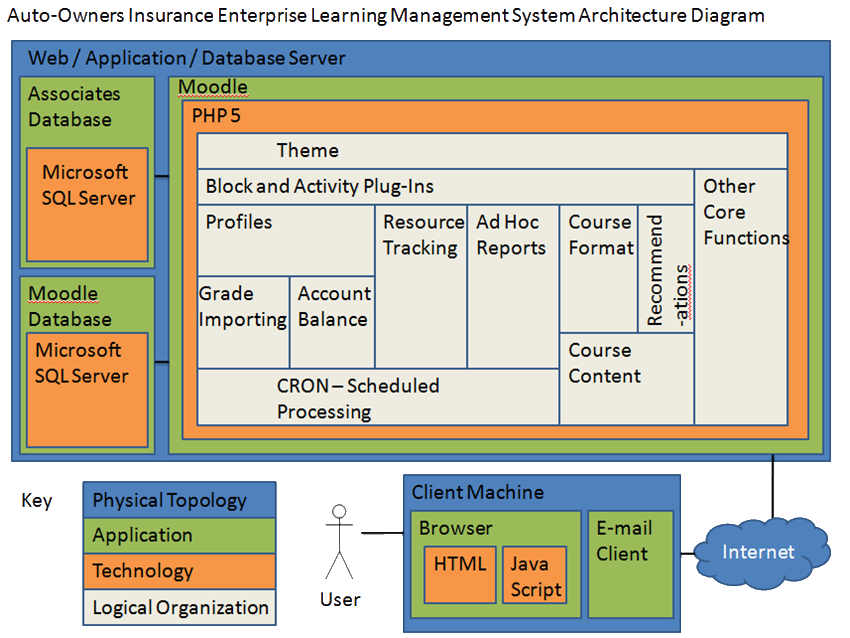 Auto-Owners Insurance Enterprise Learning Management System Architecture Diagram
Web / Application / Database Server
Associates
Database
Microsoft
SQL Server
Moodle
Database
Microsoft
SQL Server
Moodle
PHP 5
Theme
Block and Activity Plug-Ins
Profiles
Grade
Importing
Account
Balance
Resource
Tracking
Ad Hoc
Reports
Course
Format
Recommend
-ations
Other
Core
Functions
Course
Content
CRON – Scheduled
Processing
Key
Physical Topology
Application
Technology
Logical Organization
User
Client Machine
Browser
HTML
Java
Script
E-mail
Client
Internet